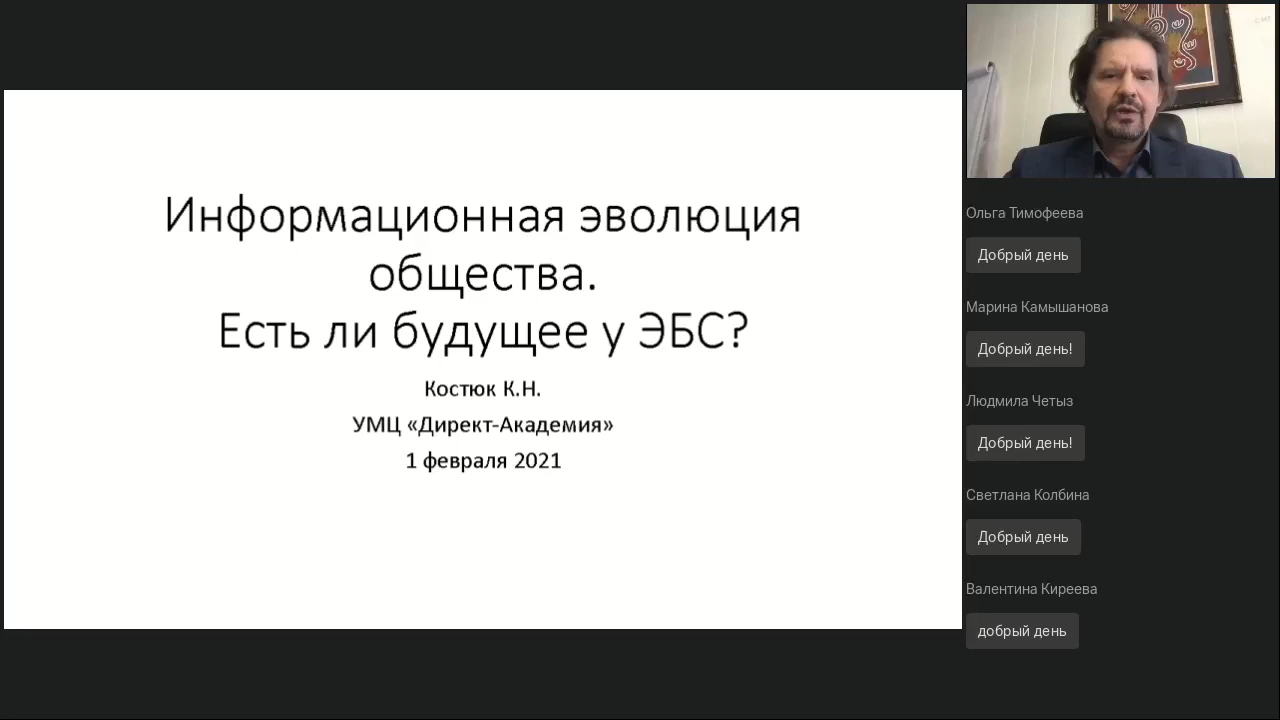 Информационная эволюция
общества.
Есть ли будущее у ЭБС?
Костюк К.Н.
УМЦ «Директ-Академия»
1 февраля 2021
Ольга Тимофеева
Добрый день
Марина Камышанова
Добрый день!
Людмила Четыз
Добрый день!
Светлана Колбина
Добрый день
Валентина Киреева
добрый день